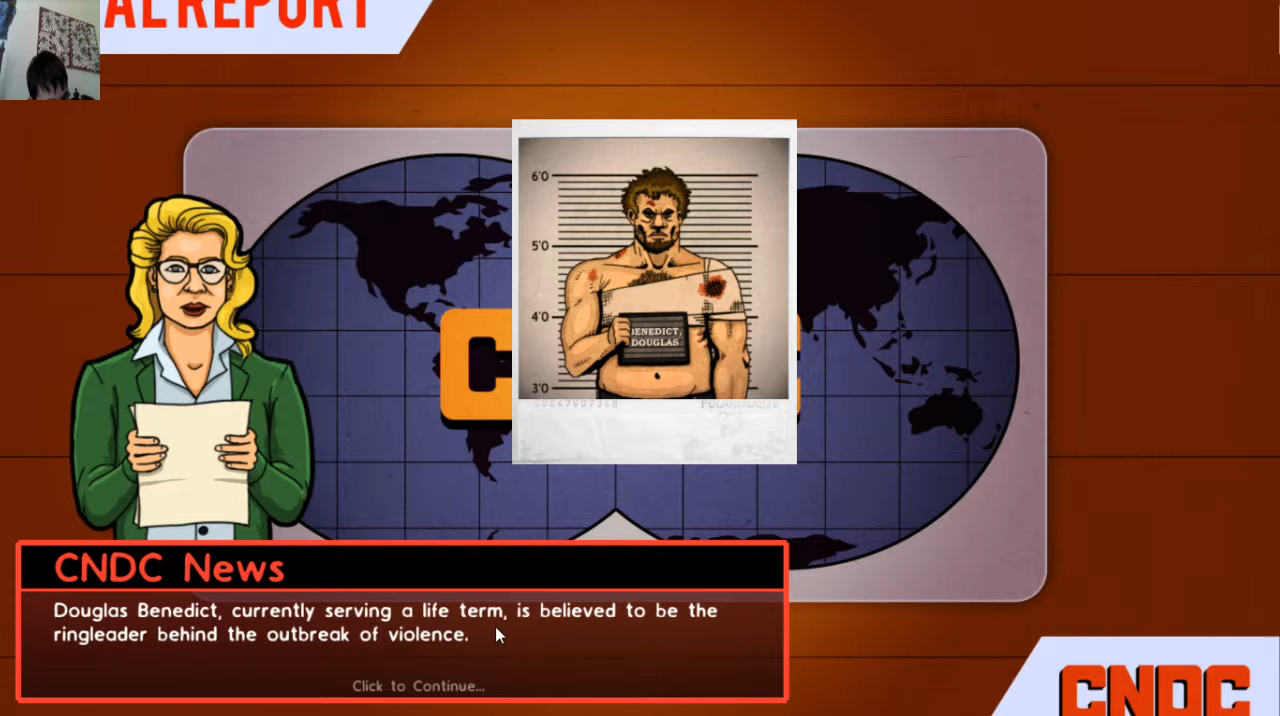 AL REPORT
6'0
5'0
4'0
3'0
BENEDICT,
DOUGLAS
C
CNDC News
Douglas Benedict, currently serving a life term, is believed to be the
ringleader behind the outbreak of violence.
Click to Continue...
CNDC